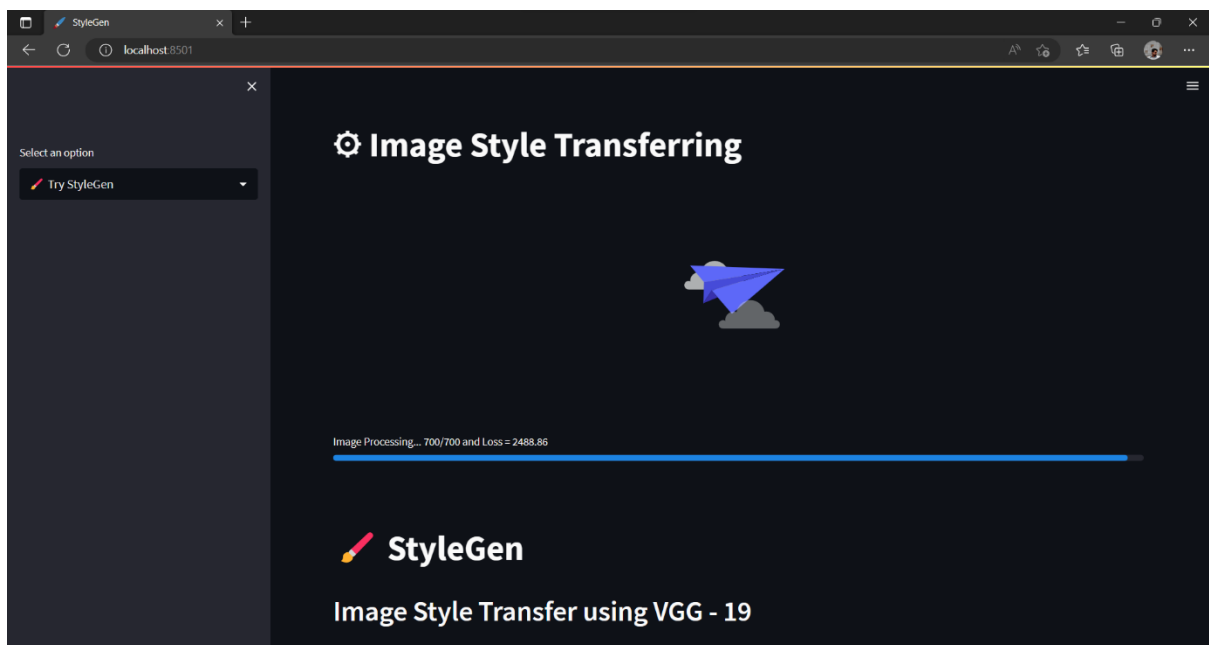 StyleGen
localhost:8501
Select an option
Try StyleGen
Image Style Transferring
Image Processing... 700/700 and Loss = 2488.86
StyleGen
Image Style Transfer using VGG - 19